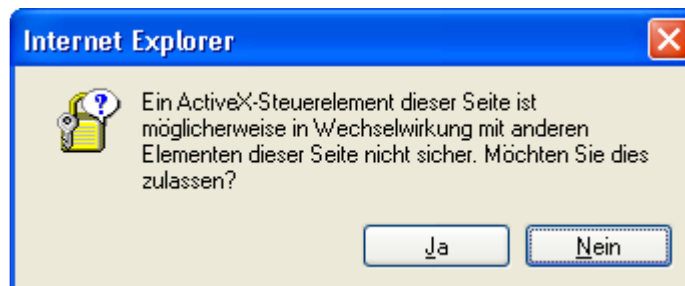 Internet Explorer
Ein ActiveX-Steuerelement dieser Seite ist
möglicherweise in Wechselwirkung mit anderen
Elementen dieser Seite nicht sicher. Möchten Sie dies
zulassen?
Ja
Nein